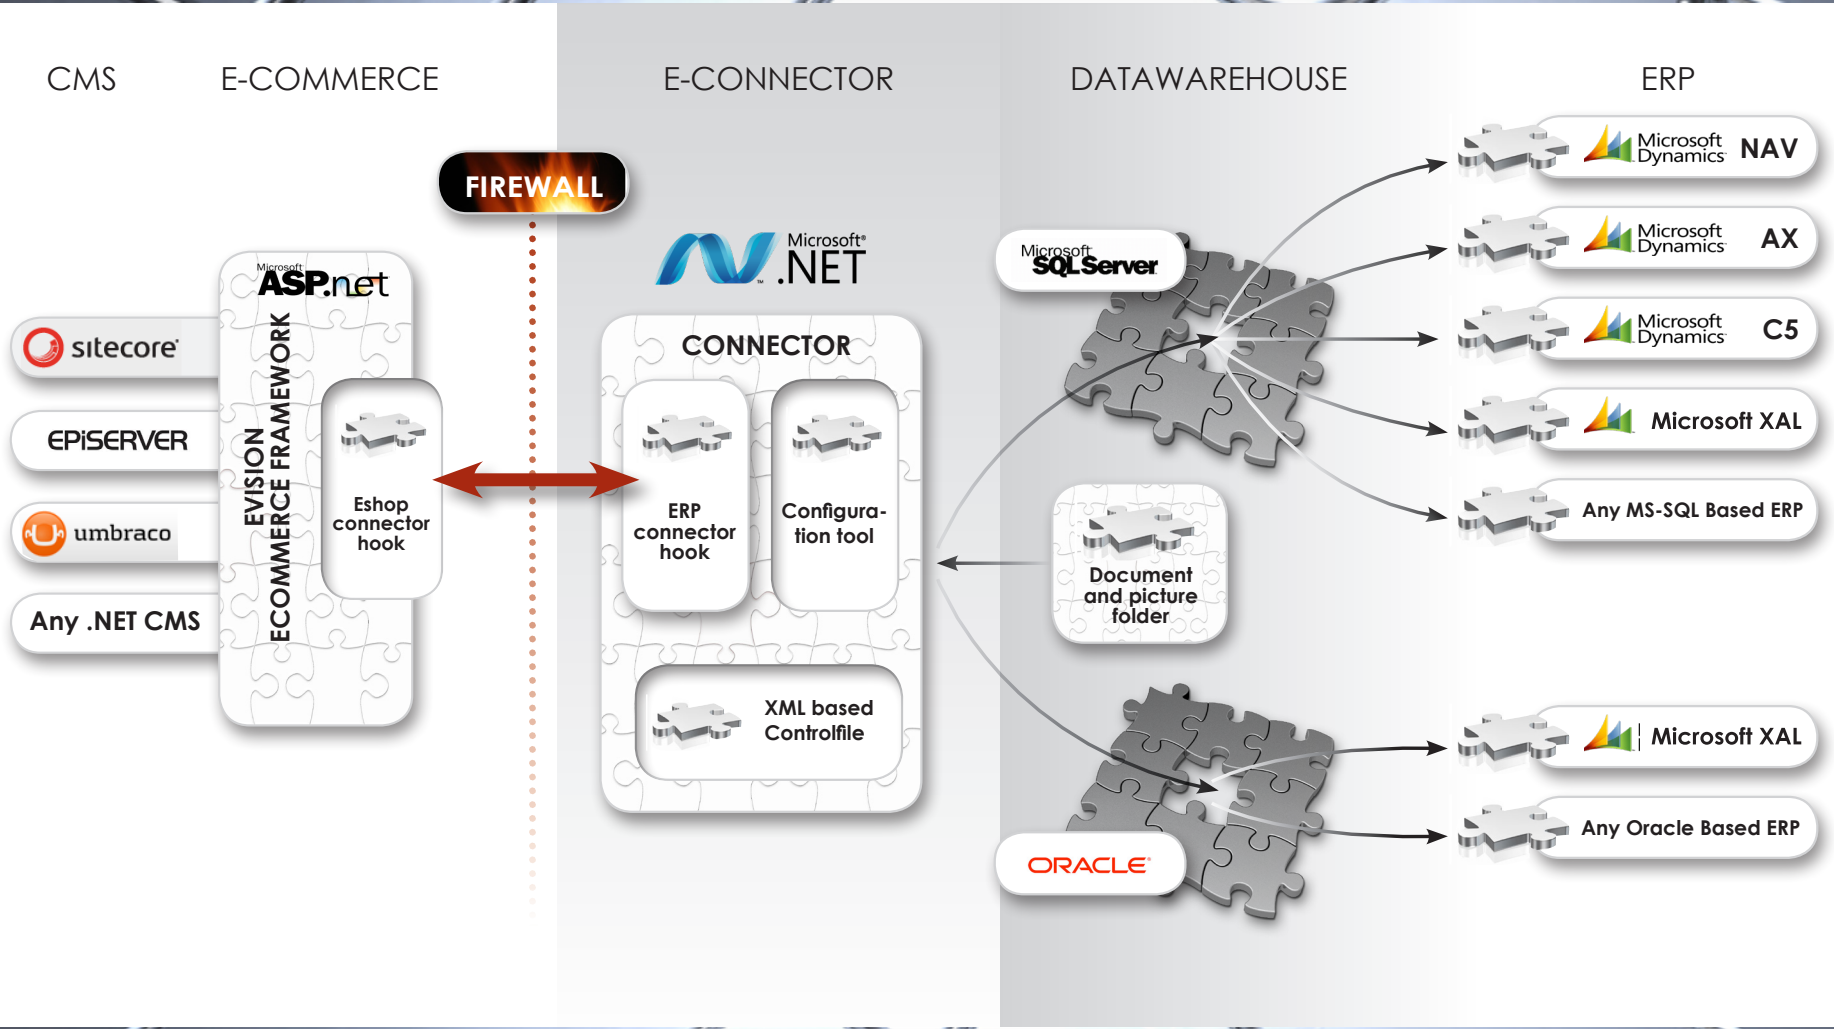 CMS
E-COMMERCE
E-CONNECTOR
DATAWAREHOUSE
ERP
FIREWALL
Microsoft
ASP.net
sitecore
EPiSERVER
umbraco
Any .NET CMS
EVISION
ECOMMERCE FRAMEWORK
Eshop
connector
hook
Microsoft®
.NET
™
CONNECTOR
ERP
connector
hook
Configura-
tion tool
XML based
Controlfile
Microsoft
SQL Server
Document
and picture
folder
ORACLE®
Microsoft
Dynamics NAV
Microsoft
Dynamics AX
Microsoft
Dynamics C5
Microsoft XAL
Any MS-SQL Based ERP
Microsoft XAL
Any Oracle Based ERP